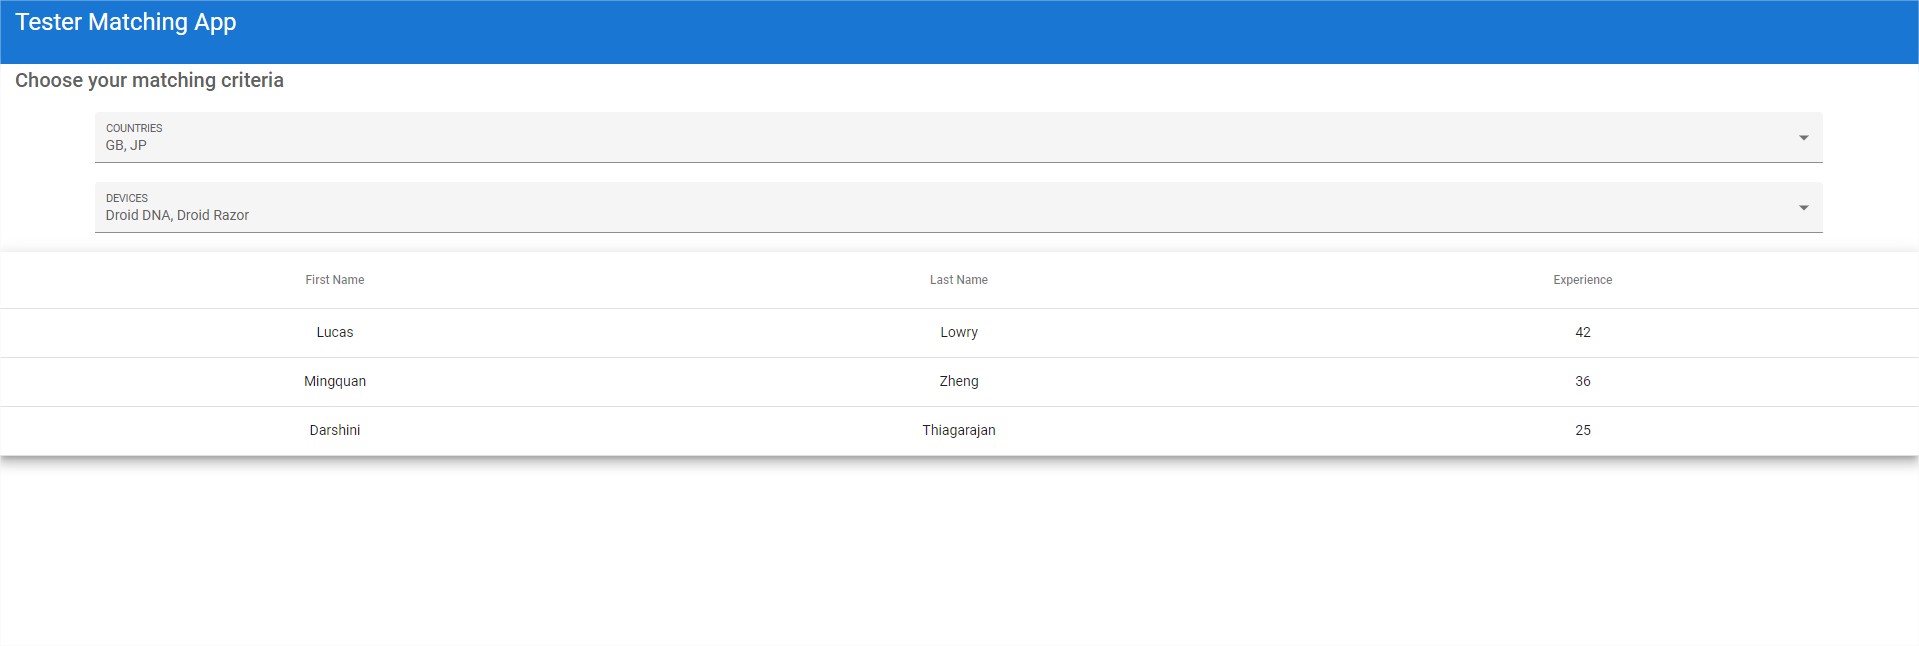 Tester Matching App
Choose your matching criteria
COUNTRIES
GB, JP
DEVICES
Droid DNA, Droid Razor
First Name Last Name Experience
Lucas Lowry 42
Mingquan Zheng 36
Darshini Thiagarajan 25